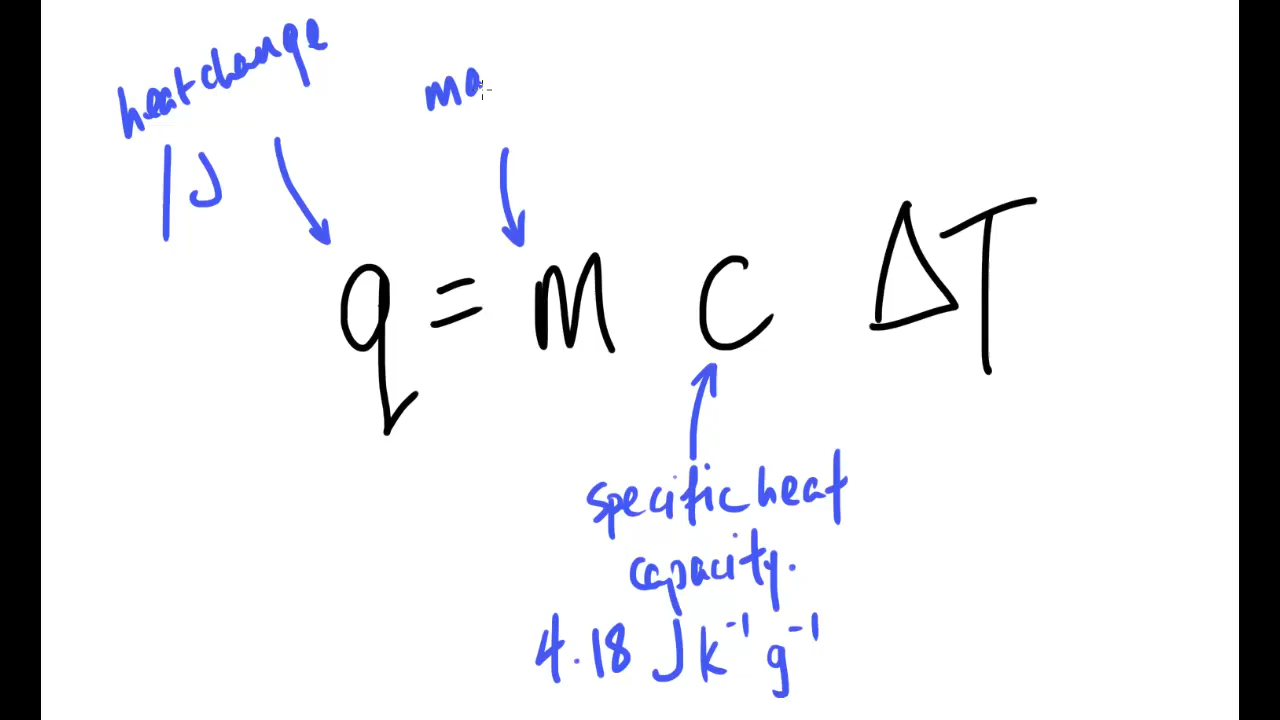 heat change
/J
ma
q = m c ΔT
specific heat
capacity.
4.18 J k⁻¹ g⁻¹